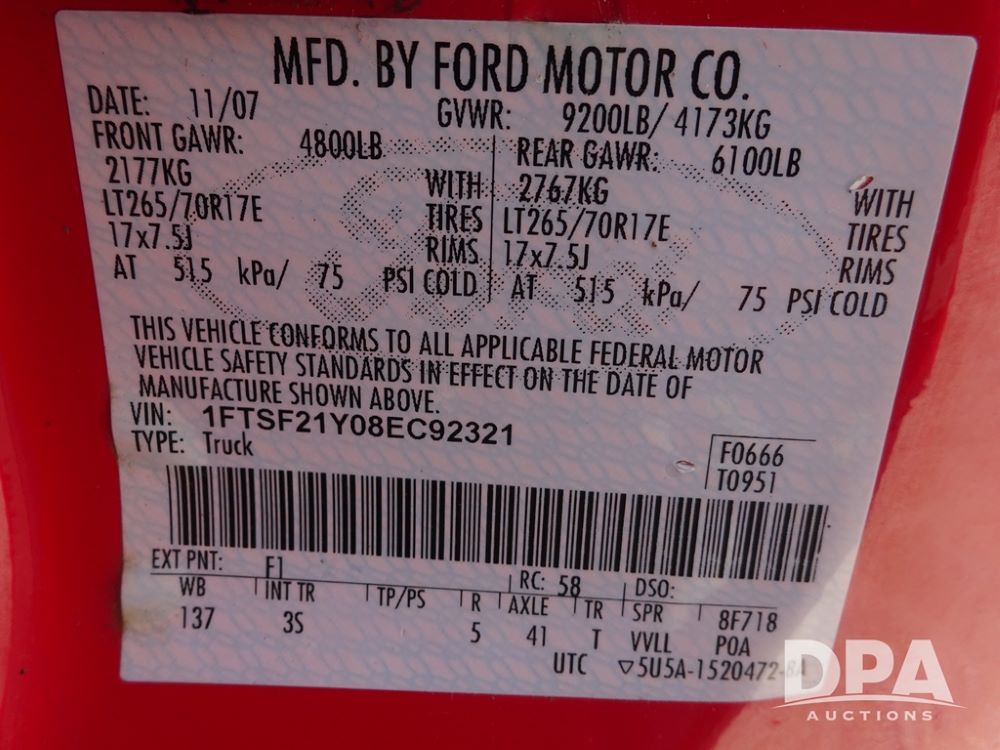 MFD. BY FORD MOTOR CO.
DATE: 11/07 GVWR: 9200LB/ 4173KG
FRONT GAWR: 4800LB REAR GAWR: 6100LB
2177KG WITH 2767KG WITH
LT265/70R17E TIRES LT265/70R17E TIRES
17x7.5J RIMS 17x7.5J RIMS
AT 515 kPa/ 75 PSI COLD AT 515 kPa/ 75 PSI COLD
THIS VEHICLE CONFORMS TO ALL APPLICABLE FEDERAL MOTOR
VEHICLE SAFETY STANDARDS IN EFFECT ON THE DATE OF
MANUFACTURE SHOWN ABOVE.
VIN: 1FTSF21Y08EC92321
TYPE: Truck
F0666
T0951
EXT PNT: F1 RC: 58 DSO:
WB INT TR TP/PS R AXLE TR SPR 8F718
137 3S 5 41 T VVLL POA
UTC ▽5U5A-1520472-BA
DPA
AUCTIONS